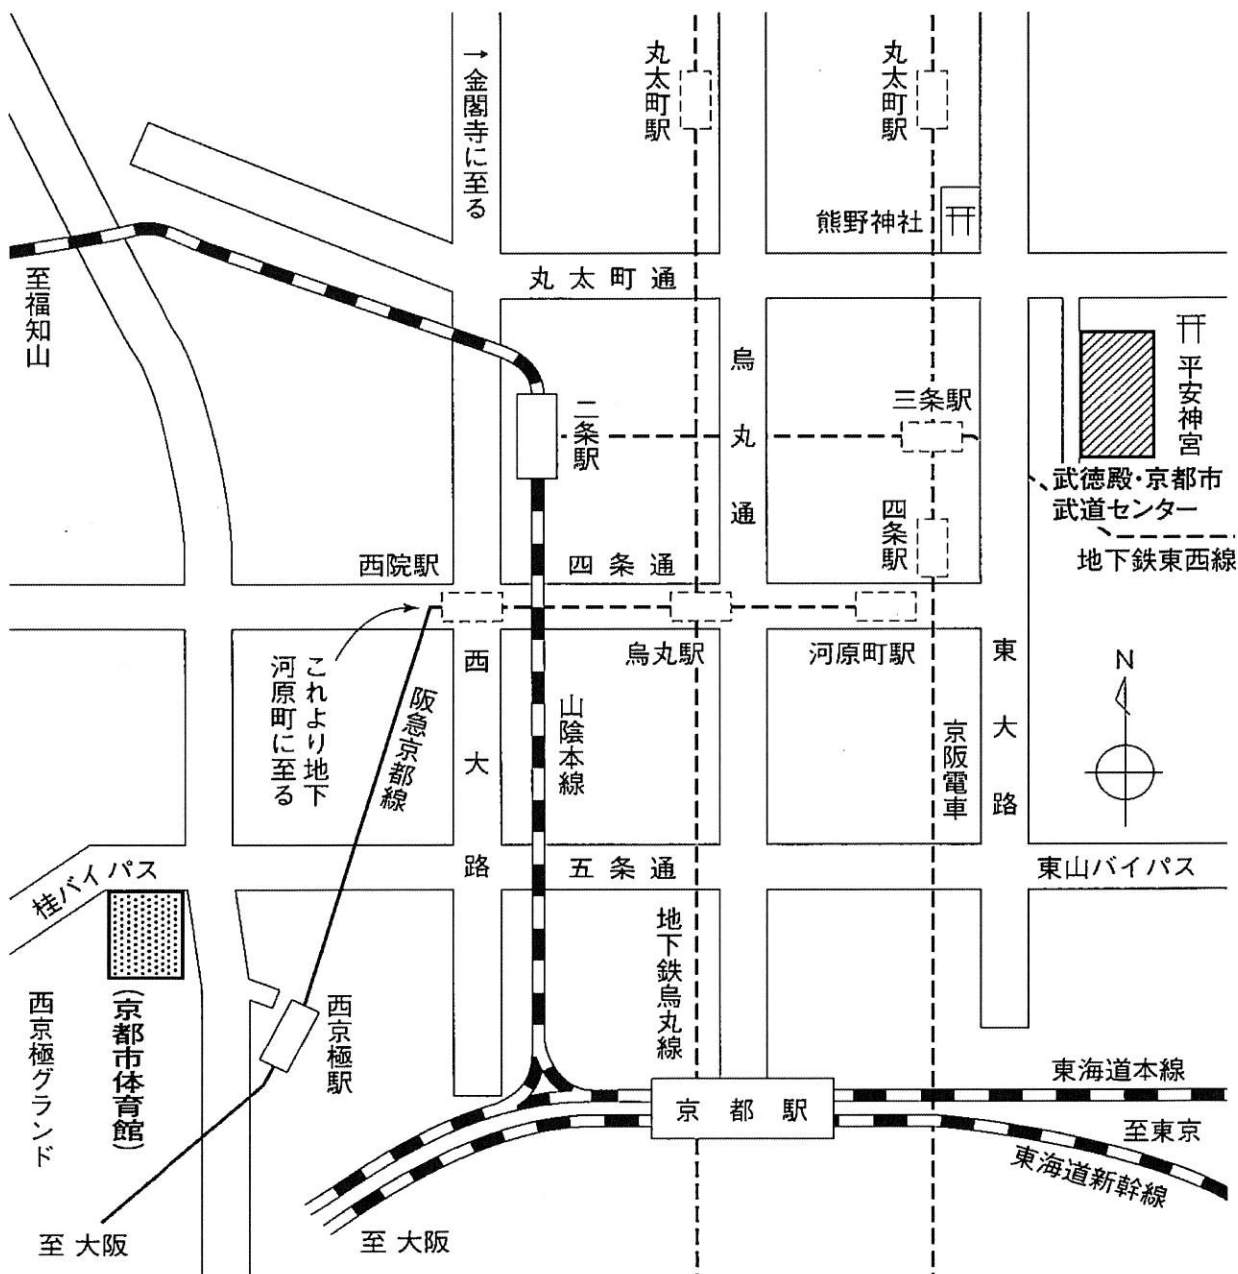 →金閣寺に至る
丸太町駅
丸太町駅
熊野神社
丸太町通
至福知山
烏丸通
二条駅
三条駅
平安神宮
武徳殿・京都市
武道センター
地下鉄東西線
四条駅
西院駅
四条通
烏丸駅
河原町駅
これより地下
河原町に至る
阪急京都線
西大路
山陰本線
京阪電車
東大路
N
五条通
東山バイパス
桂バイパス
西京極グランド
(京都市体育館)
西京極駅
地下鉄烏丸線
京都駅
東海道本線
至東京
東海道新幹線
至 大阪
至 大阪